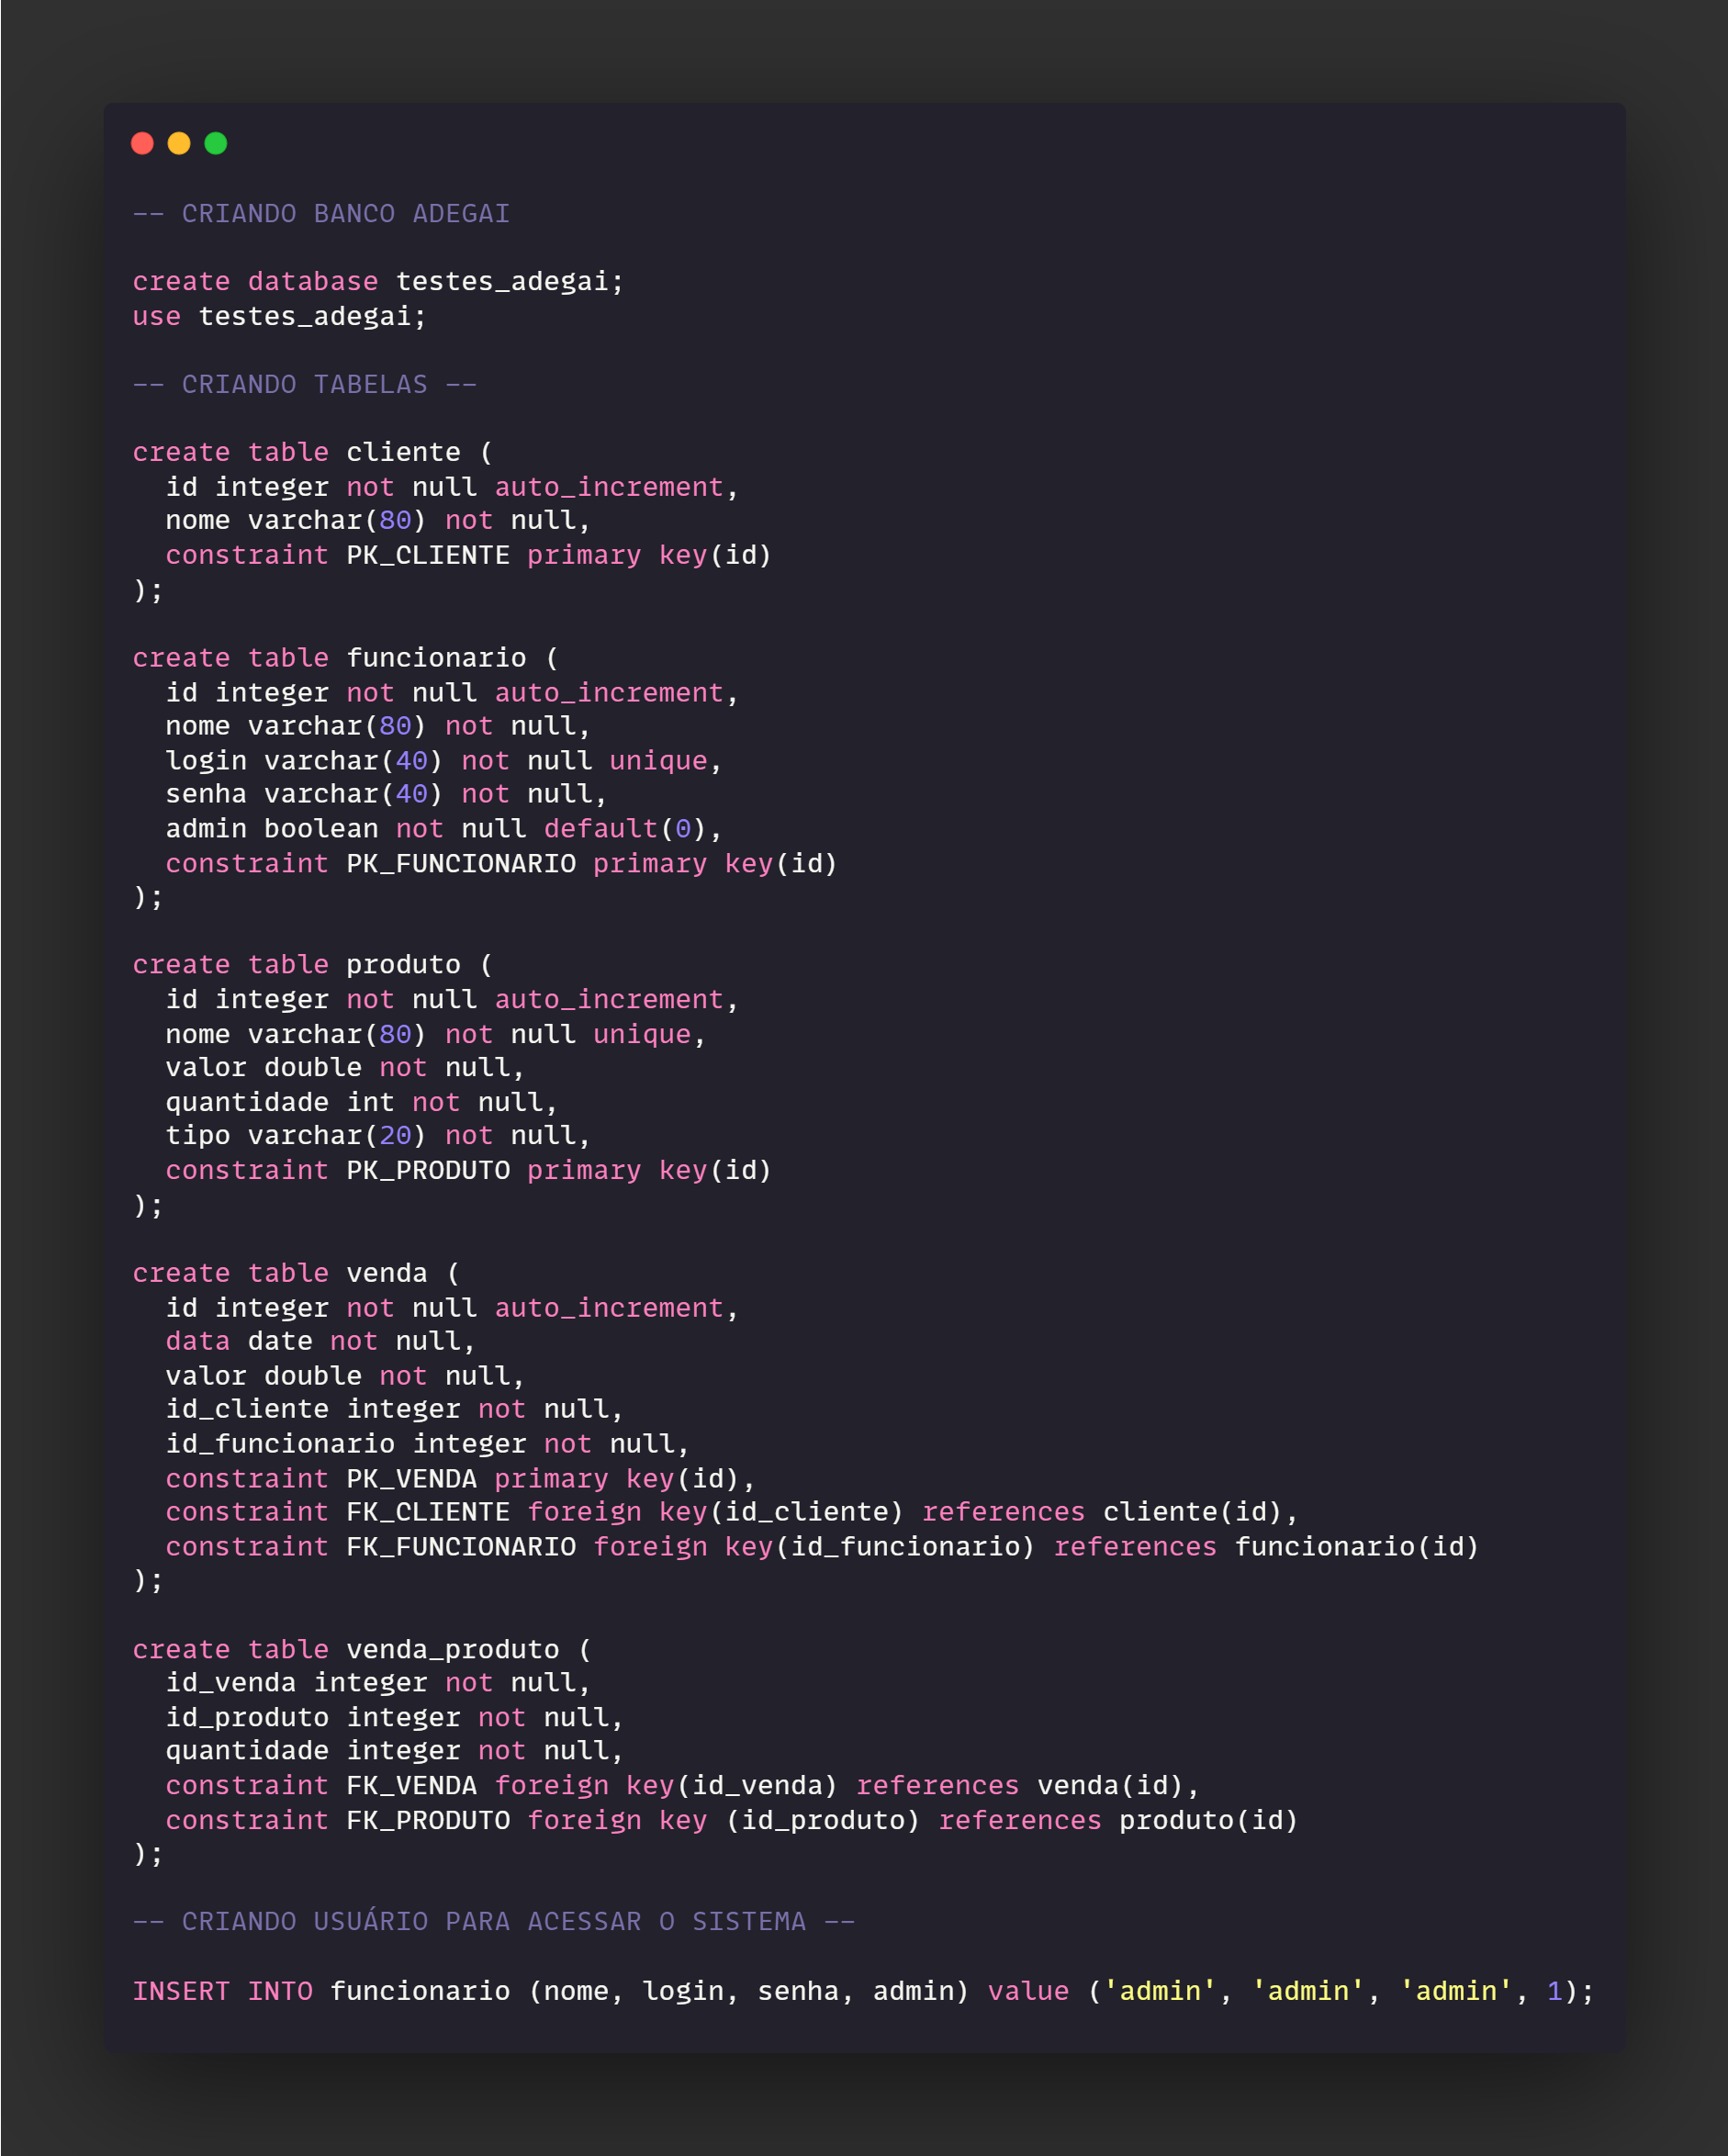 -- CRIANDO BANCO ADEGAI
create database testes_adegai;
use testes_adegai;
-- CRIANDO TABELAS --
create table cliente (
  id integer not null auto_increment,
  nome varchar(80) not null,
  constraint PK_CLIENTE primary key(id)
);
create table funcionario (
  id integer not null auto_increment,
  nome varchar(80) not null,
  login varchar(40) not null unique,
  senha varchar(40) not null,
  admin boolean not null default(0),
  constraint PK_FUNCIONARIO primary key(id)
);
create table produto (
  id integer not null auto_increment,
  nome varchar(80) not null unique,
  valor double not null,
  quantidade int not null,
  tipo varchar(20) not null,
  constraint PK_PRODUTO primary key(id)
);
create table venda (
  id integer not null auto_increment,
  data date not null,
  valor double not null,
  id_cliente integer not null,
  id_funcionario integer not null,
  constraint PK_VENDA primary key(id),
  constraint FK_CLIENTE foreign key(id_cliente) references cliente(id),
  constraint FK_FUNCIONARIO foreign key(id_funcionario) references funcionario(id)
);
create table venda_produto (
  id_venda integer not null,
  id_produto integer not null,
  quantidade integer not null,
  constraint FK_VENDA foreign key(id_venda) references venda(id),
  constraint FK_PRODUTO foreign key (id_produto) references produto(id)
);
-- CRIANDO USUÁRIO PARA ACESSAR O SISTEMA --
INSERT INTO funcionario (nome, login, senha, admin) value ('admin', 'admin', 'admin', 1);